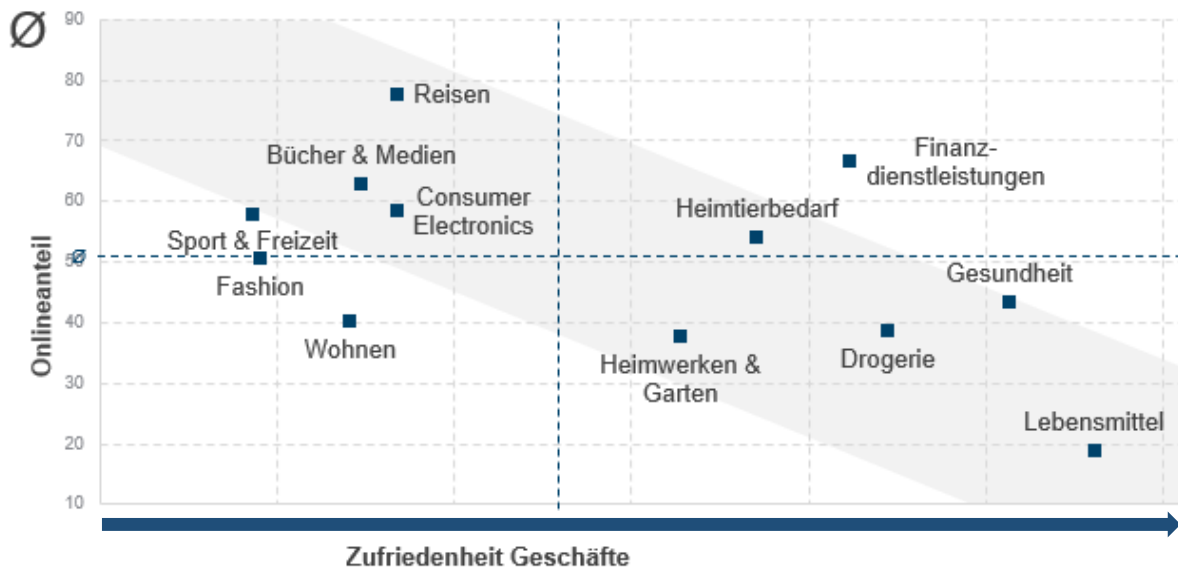 Ø
90
80
Reisen
70
Bücher & Medien
Finanz-
dienstleistungen
60
Consumer
Electronics
Heimtierbedarf
Sport & Freizeit
Ø
50
Gesundheit
Fashion
40
Wohnen
Heimwerken &
Garten
Drogerie
30
20
Lebensmittel
10
Onlineanteil
Zufriedenheit Geschäfte